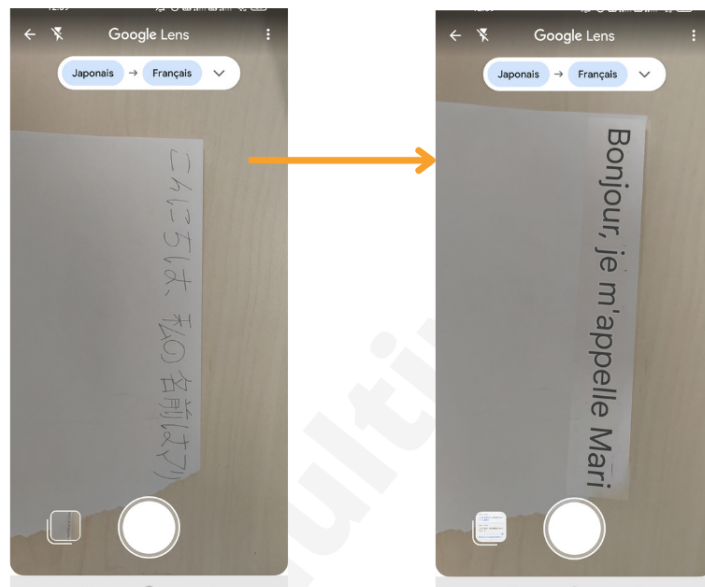 Google Lens
Japonais → Français
こんにちは、私の名前はマリ
Google Lens
Japonais → Français
Bonjour, je m'appelle Mari